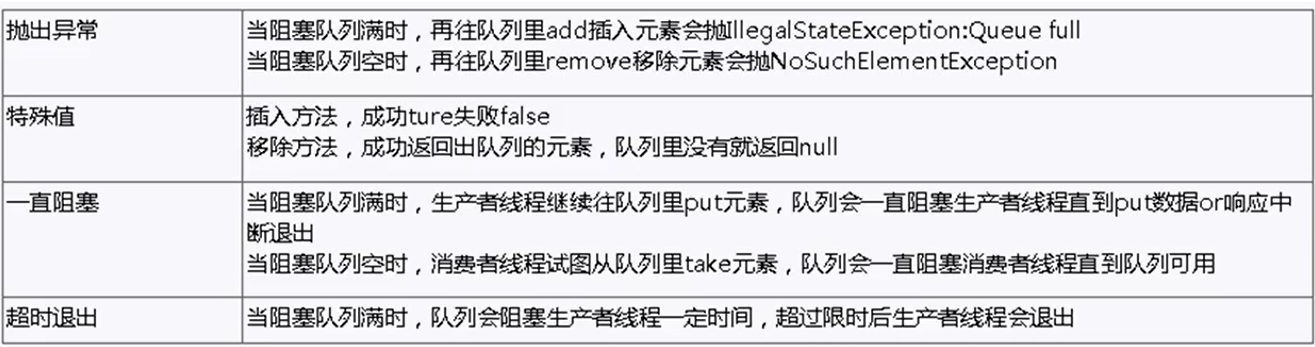 抛出异常
当阻塞队列满时，再往队列里add插入元素会抛IllegalStateException:Queue full
当阻塞队列空时，再往队列里remove移除元素会抛NoSuchElementException
特殊值
插入方法，成功ture失败false
移除方法，成功返回出队列的元素，队列里没有就返回null
一直阻塞
当阻塞队列满时，生产者线程继续往队列里put元素，队列会一直阻塞生产者线程直到put数据or响应中
断退出
当阻塞队列空时，消费者线程试图从队列里take元素，队列会一直阻塞消费者线程直到队列可用
超时退出
当阻塞队列满时，队列会阻塞生产者线程一定时间，超过限时后生产者线程会退出